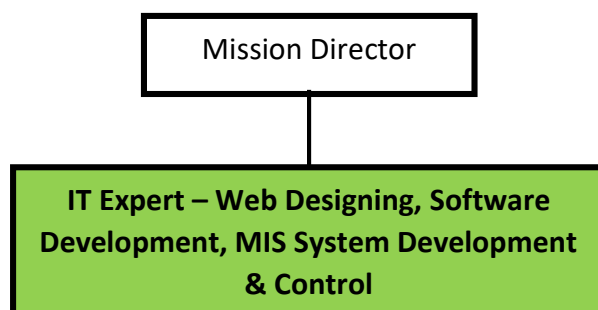 Mission Director
IT Expert – Web Designing, Software
Development, MIS System Development
& Control